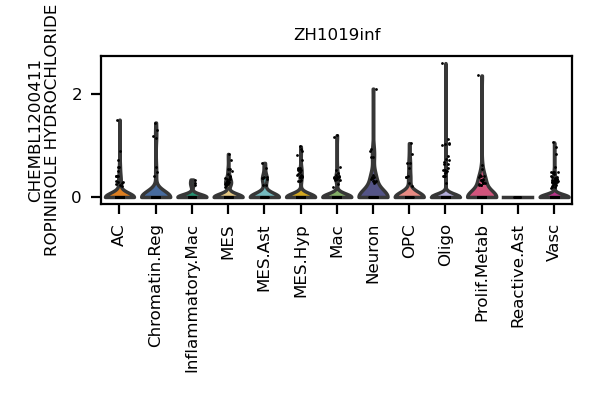 ZH1019inf
CHEMBL1200411
ROPINIROLE HYDROCHLORIDE
2
0
AC
Chromatin.Reg
Inflammatory.Mac
MES
MES.Ast
MES.Hyp
Mac
Neuron
OPC
Oligo
Prolif.Metab
Reactive.Ast
Vasc